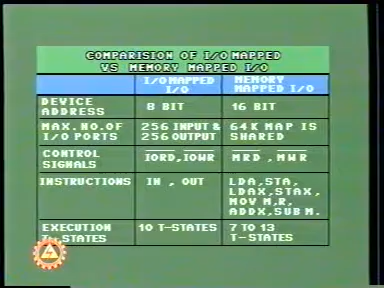 COMPARISION OF I/O MAPPED
VS MEMORY MAPPED I/O
I/O MAPPED
I/O
MEMORY
MAPPED I/O
DEVICE
ADDRESS
8 BIT
16 BIT
MAX. NO. OF
I/O PORTS
256 INPUT &
256 OUTPUT
64K MAP IS
SHARED
CONTROL
SIGNALS
IORD, IOWR
MRD, MWR
INSTRUCTIONS
IN , OUT
LDA,STA,
LDAX,STAX,
MOV M,R,
ADDX,SUB M.
EXECUTION
T-STATES
10 T-STATES
7 TO 13
T-STATES